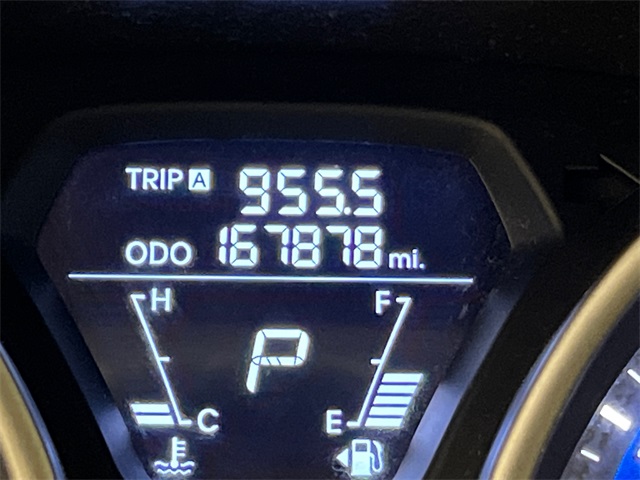 TRIP A 955.5
ODO 167878 mi.
H F
P
C E